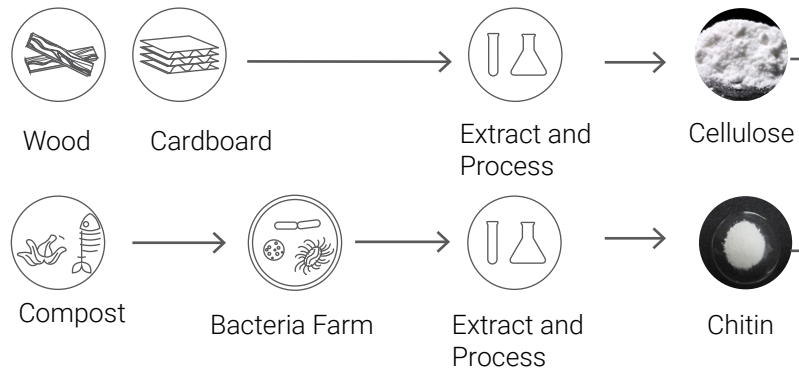 Wood
Cardboard
Extract and
Process
Cellulose
Compost
Bacteria Farm
Extract and
Process
Chitin